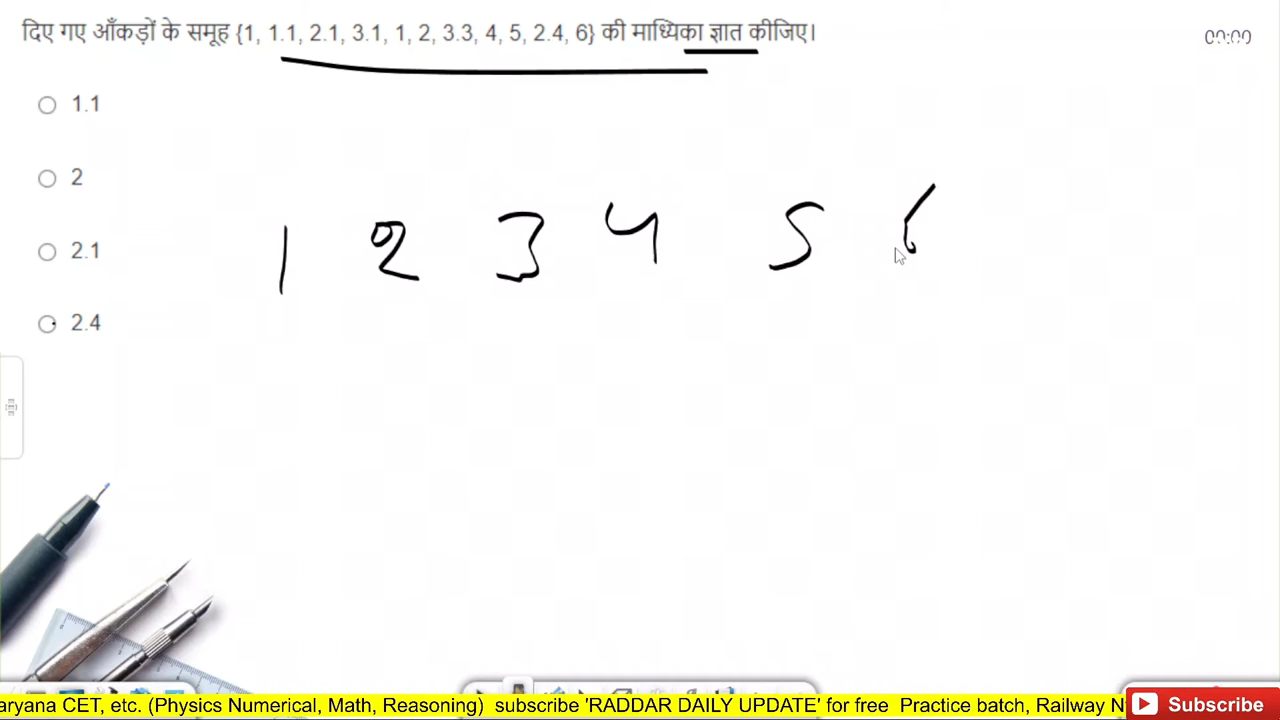 दिए गए आँकड़ों के समूह {1, 1.1, 2.1, 3.1, 1, 2, 3.3, 4, 5, 2.4, 6} की माध्यिका ज्ञात कीजिए।
00:00
1.1
2
2.1
2.4
1 2 3 4 5 6
aryana CET, etc. (Physics Numerical, Math, Reasoning) subscribe 'RADDAR DAILY UPDATE' for free Practice batch, Railway N
Subscribe